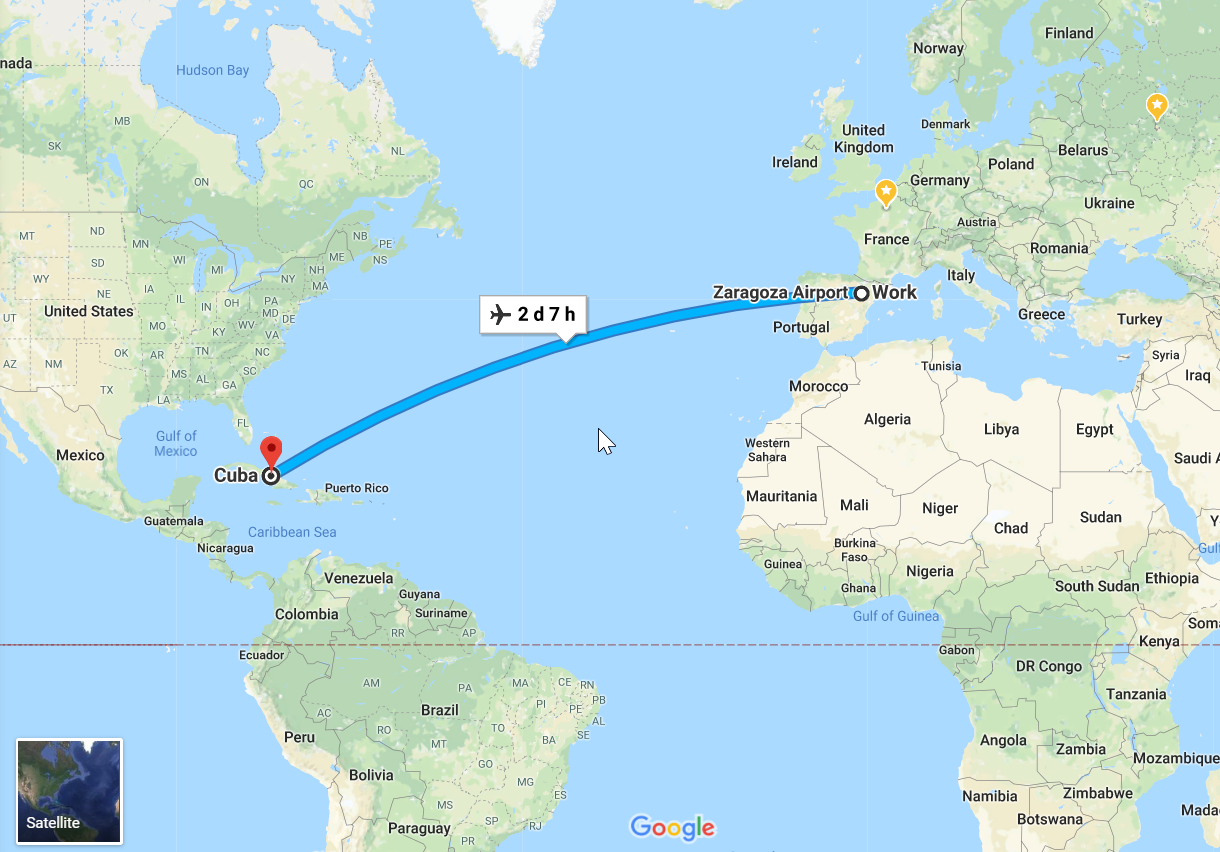 Finland
Norway
nada
Hudson Bay
MB
Denmark
United
Kingdom
SK
NL
Belarus
Ireland
Poland
ON
QC
Germany
Ukraine
Austria
MT
ND
NB
PE
France
MN
ME
NS
Romania
SD
WI
MI
NH
WY
NY
MA
Italy
IA
Zaragoza Airport
Work
NE
IL
IN
OH
PA
MD
United States
2 d 7 h
Greece
UT
CO
DE
Turkey
KS
MO
WV
KY
VA
Portugal
OK
TN
NC
Syria
AZ
NM
AR
SC
Tunisia
Iraq
MS
AL
GA
Morocco
TX
LA
Algeria
FL
Libya
Egypt
Gulf of
Mexico
Western
Sahara
Mexico
Saudi A
Cuba
Puerto Rico
Mauritania
Mali
Niger
Sudan
Guatemala
Chad
Y
Caribbean Sea
Burkina
Faso
Nicaragua
Gulf
Guinea
Nigeria
Venezuela
Ethiopia
Ghana
South Sudan
Guyana
Suriname
Colombia
Gulf of Guinea
Som
RR
AP
Kenya
Ecuador
Gabon
DR Congo
AM
PA
MA
CE
RN
Tanzania
PB
AC
Brazil
PI
PE
AL
TO
RO
SE
Peru
MT
BA
Angola
Zambia
Mozambique
GO
Bolivia
MG
Namibia
Zimbabwe
ES
MS
Mada
Satellite
SP
RJ
Botswana
Paraguay
Google
PR